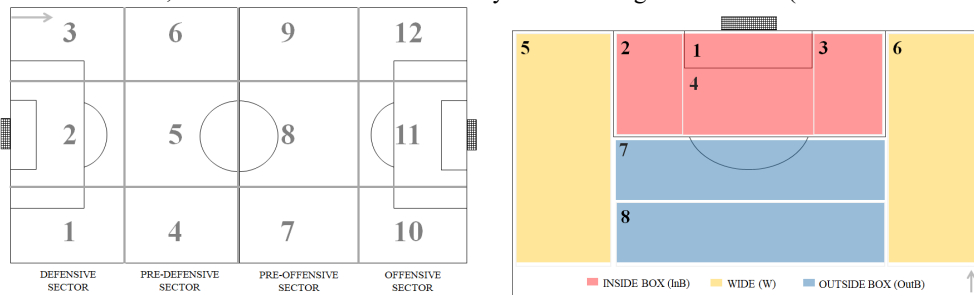 3 6 9 12
2 5 8 11
1 4 7 10
DEFENSIVE SECTOR
PRE-DEFENSIVE SECTOR
PRE-OFFENSIVE SECTOR
OFFENSIVE SECTOR
5 2 1 3 6
4
7
8
INSIDE BOX (InB) WIDE (W) OUTSIDE BOX (OutB)